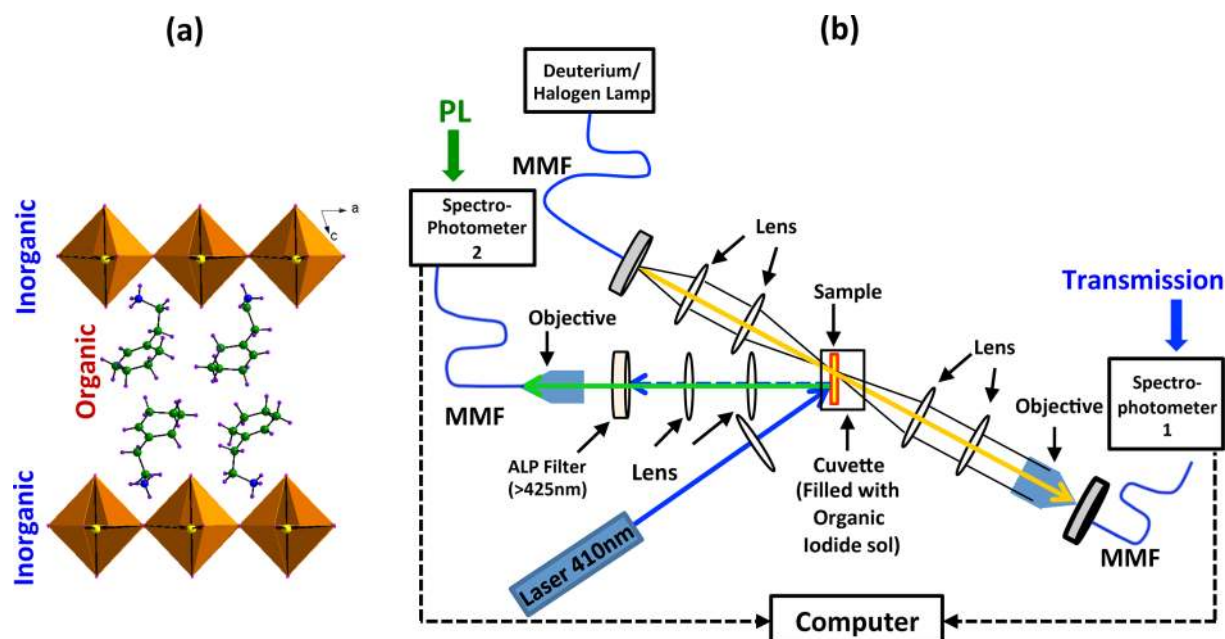 (a)
Inorganic
Organic
Inorganic
a
c
(b)
Deuterium/
Halogen Lamp
PL
MMF
Spectro-
Photometer
2
Lens
Sample
Transmission
Objective
MMF
Lens
Objective
Spectro-
photometer
1
ALP Filter
(>425nm)
Lens
Cuvette
(Filled with
Organic
Iodide sol)
Laser 410nm
MMF
Computer